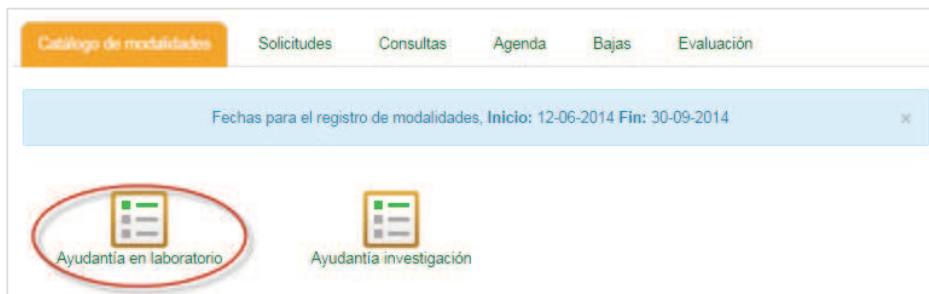 Catálogo de modalidades Solicitudes Consultas Agenda Bajas Evaluación
Fechas para el registro de modalidades, Inicio: 12-06-2014 Fin: 30-09-2014 ×
Ayudantía en laboratorio Ayudantía investigación